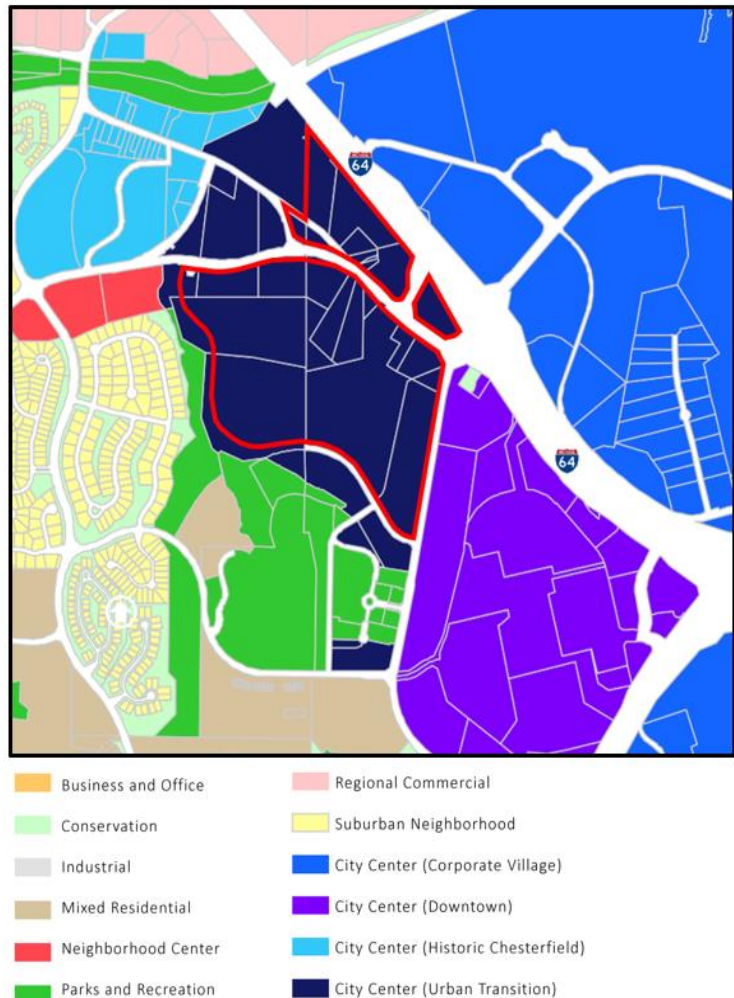 64
64
Business and Office
Regional Commercial
Conservation
Suburban Neighborhood
Industrial
City Center (Corporate Village)
Mixed Residential
City Center (Downtown)
Neighborhood Center
City Center (Historic Chesterfield)
Parks and Recreation
City Center (Urban Transition)